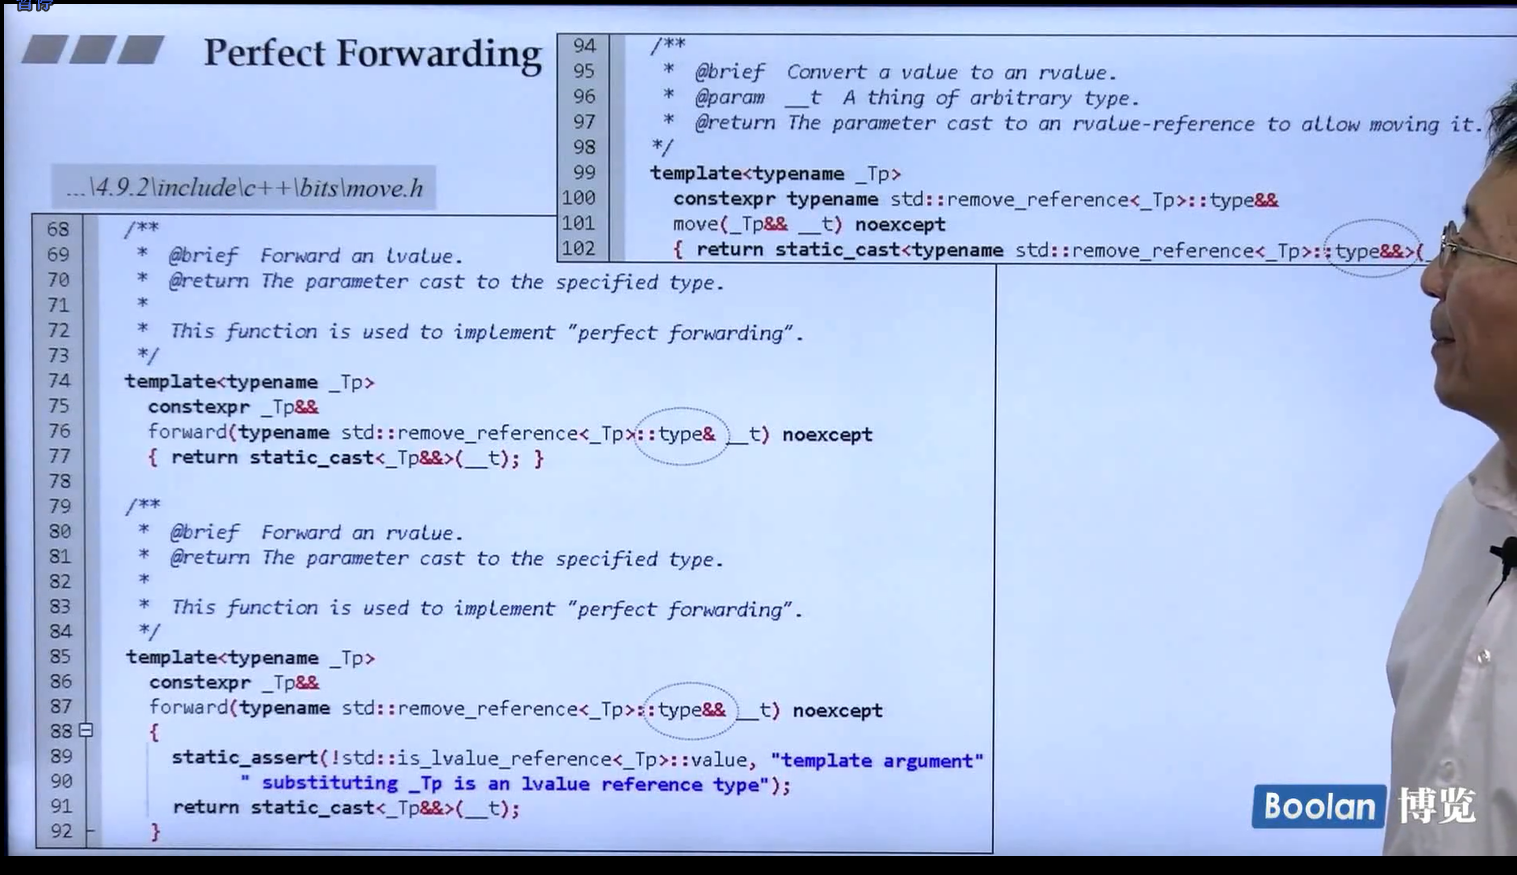 暂停
Perfect Forwarding
...\4.9.2\include\c++\bits\move.h
94 /**
95 * @brief Convert a value to an rvalue.
96 * @param __t A thing of arbitrary type.
97 * @return The parameter cast to an rvalue-reference to allow moving it.
98 */
99 template<typename _Tp>
100 constexpr typename std::remove_reference<_Tp>::type&&
101 move(_Tp&& __t) noexcept
102 { return static_cast<typename std::remove_reference<_Tp>::type&&>(_
68 /**
69 * @brief Forward an lvalue.
70 * @return The parameter cast to the specified type.
71 *
72 * This function is used to implement "perfect forwarding".
73 */
74 template<typename _Tp>
75 constexpr _Tp&&
76 forward(typename std::remove_reference<_Tp>::type& __t) noexcept
77 { return static_cast<_Tp&&>(__t); }
78
79 /**
80 * @brief Forward an rvalue.
81 * @return The parameter cast to the specified type.
82 *
83 * This function is used to implement "perfect forwarding".
84 */
85 template<typename _Tp>
86 constexpr _Tp&&
87 forward(typename std::remove_reference<_Tp>::type&& __t) noexcept
88 {
89 static_assert(!std::is_lvalue_reference<_Tp>::value, "template argument"
90 " substituting _Tp is an lvalue reference type");
91 return static_cast<_Tp&&>(__t);
92 }
Boolan 博览